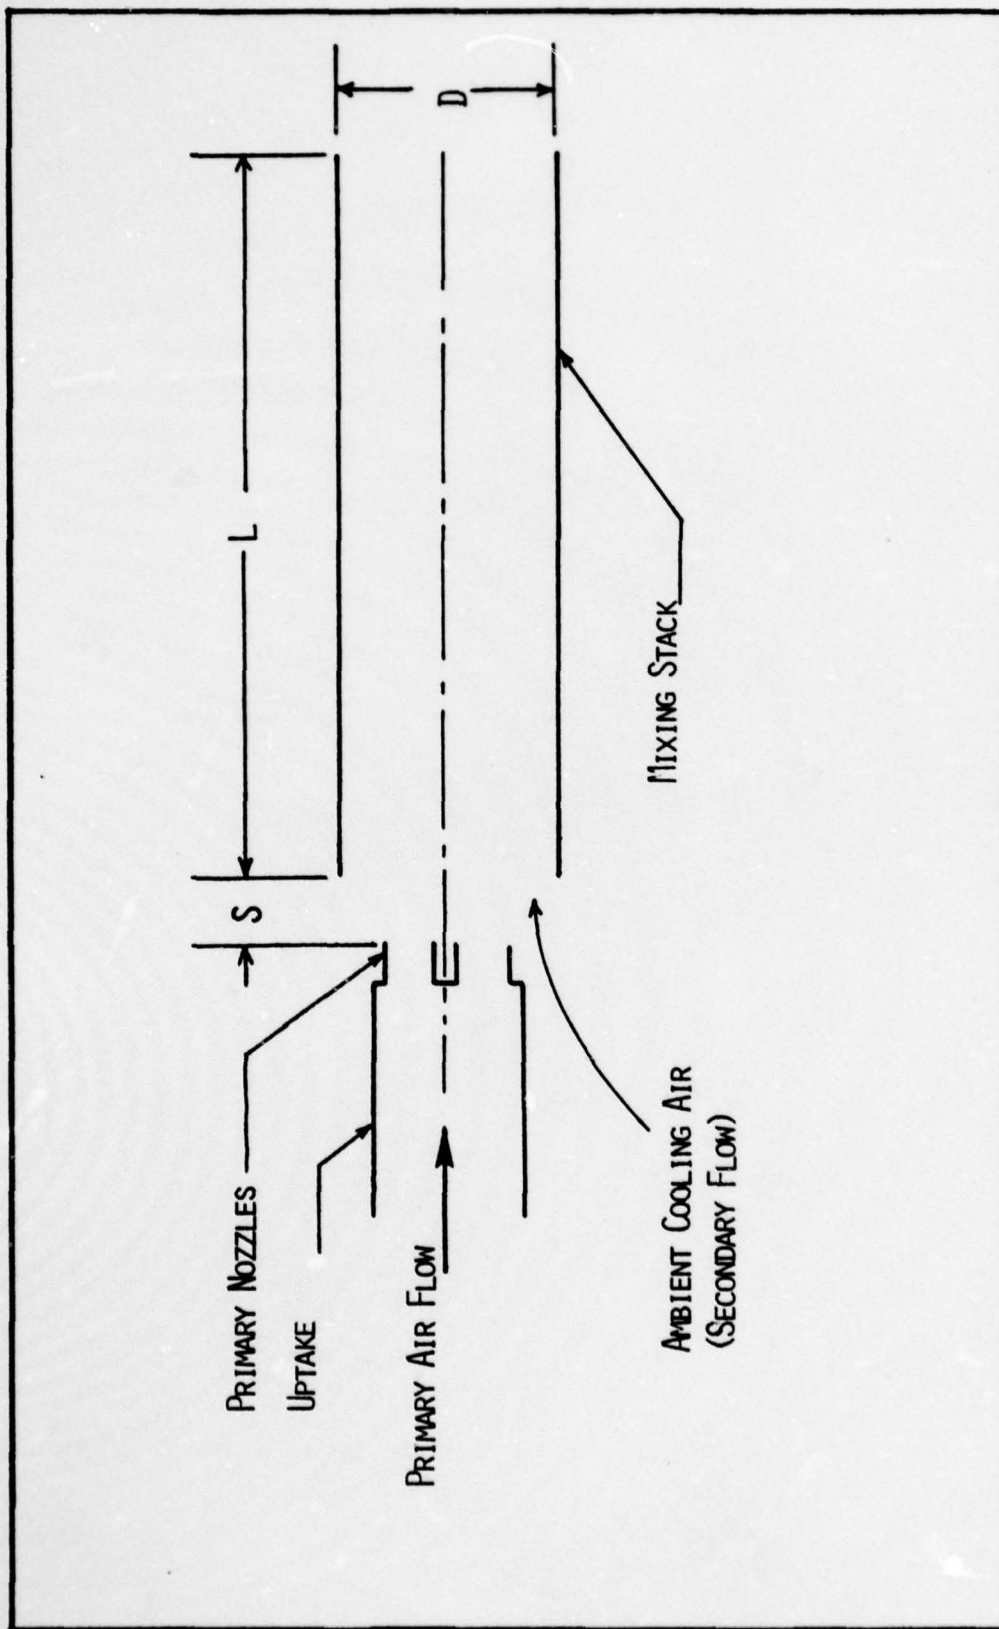 PRIMARY NOZZLES
UPTAKE
PRIMARY AIR FLOW
AMBIENT COOLING AIR
(SECONDARY FLOW)
MIXING STACK
S
L
D